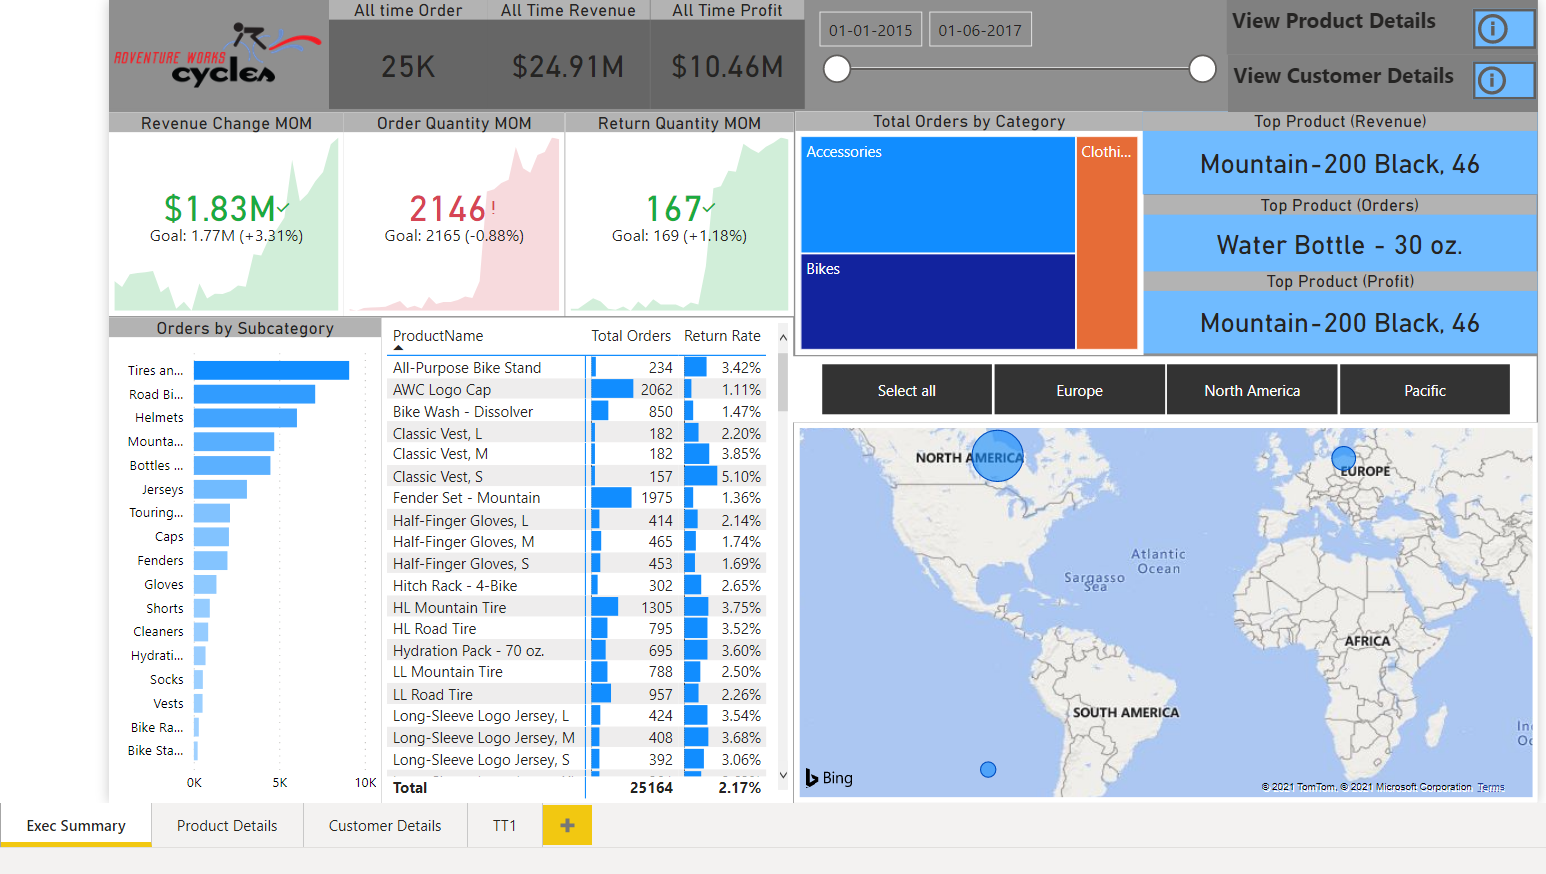 ADVENTURE WORKS
cycles
All time Order
All Time Revenue
All Time Profit
25K
$24.91M
$10.46M
01-01-2015
01-06-2017
View Product Details
View Customer Details
Revenue Change MOM
Order Quantity MOM
Return Quantity MOM
$1.83M
Goal: 1.77M (+3.31%)
2146!
Goal: 2165 (-0.88%)
167
Goal: 169 (+1.18%)
Total Orders by Category
Accessories
Clothi...
Bikes
Top Product (Revenue)
Mountain-200 Black, 46
Top Product (Orders)
Water Bottle - 30 oz.
Top Product (Profit)
Mountain-200 Black, 46
Orders by Subcategory
Tires an...
Road Bi...
Helmets
Mounta...
Bottles ...
Jerseys
Touring...
Caps
Fenders
Gloves
Shorts
Cleaners
Hydrati...
Socks
Vests
Bike Ra...
Bike Sta...
0K 5K 10K
ProductName Total Orders Return Rate
All-Purpose Bike Stand 234 3.42%
AWC Logo Cap 2062 1.11%
Bike Wash - Dissolver 850 1.47%
Classic Vest, L 182 2.20%
Classic Vest, M 182 3.85%
Classic Vest, S 157 5.10%
Fender Set - Mountain 1975 1.36%
Half-Finger Gloves, L 414 2.14%
Half-Finger Gloves, M 465 1.74%
Half-Finger Gloves, S 453 1.69%
Hitch Rack - 4-Bike 302 2.65%
HL Mountain Tire 1305 3.75%
HL Road Tire 795 3.52%
Hydration Pack - 70 oz. 695 3.60%
LL Mountain Tire 788 2.50%
LL Road Tire 957 2.26%
Long-Sleeve Logo Jersey, L 424 3.54%
Long-Sleeve Logo Jersey, M 408 3.68%
Long-Sleeve Logo Jersey, S 392 3.06%
Total 25164 2.17%
Select all
Europe
North America
Pacific
NORTH AMERICA
EUROPE
Atlantic
Ocean
Sargasso
Sea
AFRICA
SOUTH AMERICA
Bing
© 2021 TomTom, © 2021 Microsoft Corporation Terms
Exec Summary
Product Details
Customer Details
TT1